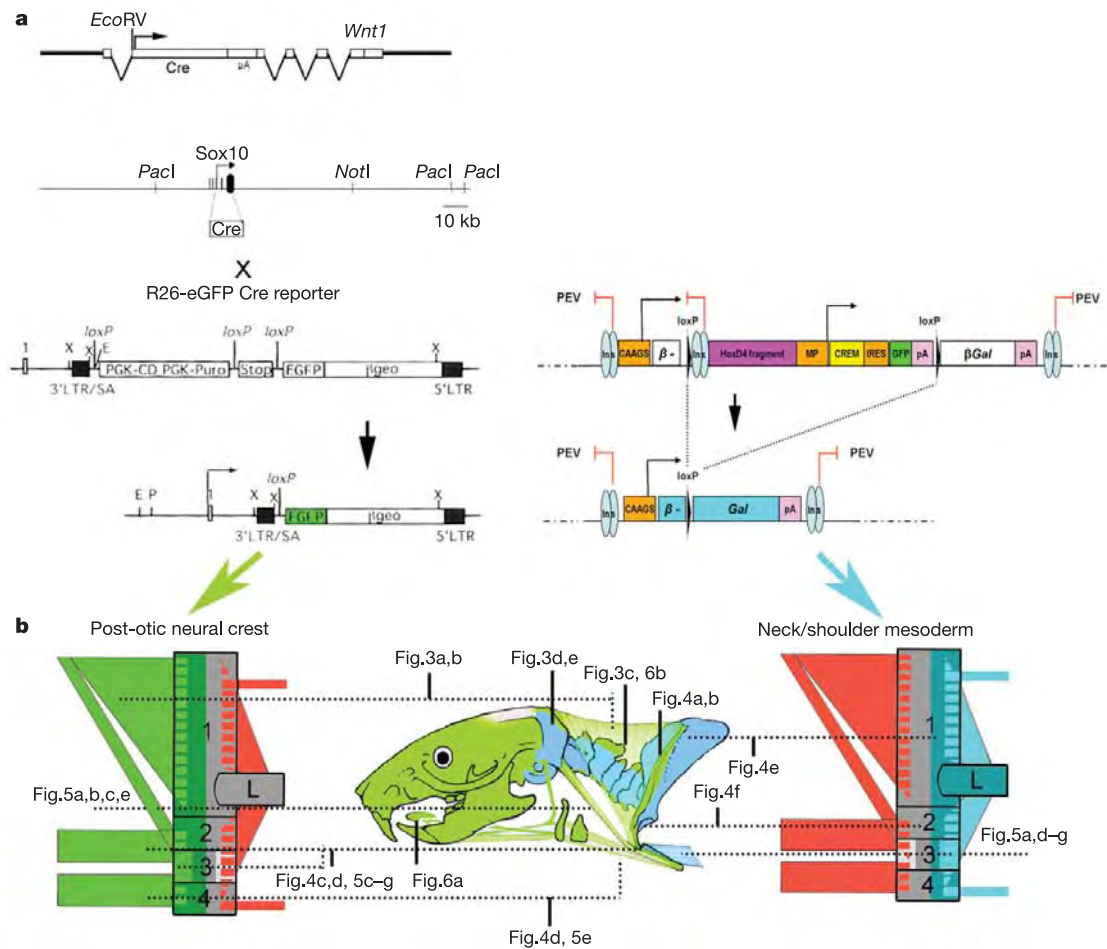 a
EcoRV
Wnt1
Cre
pA
Sox10
PacI
NotI
PacI
PacI
Cre
10 kb
X
R26-eGFP Cre reporter
loxP
loxP
loxP
1
X
X
E
X
PGK-CD PGK-Puro
Stop
EGFP
βgeo
3'LTR/SA
5'LTR
E
P
1
X
X
loxP
X
EGFP
βgeo
3'LTR/SA
5'LTR
PEV
PEV
loxP
loxP
Ins
CAAGS
β -
Ins
HoxD4 fragment
MP
CREM
IRES
GFP
pA
βGal
pA
Ins
PEV
PEV
loxP
Ins
CAAGS
β -
Gal
pA
Ins
b
Post-otic neural crest
Neck/shoulder mesoderm
Fig.3a,b
Fig.3d,e
Fig.3c, 6b
Fig.4a,b
1
1
Fig.4e
L
L
Fig.5a,b,c,e
Fig.4f
2
2
Fig.5a,d–g
3
3
4
4
Fig.4c,d, 5c–g
Fig.6a
Fig.4d, 5e